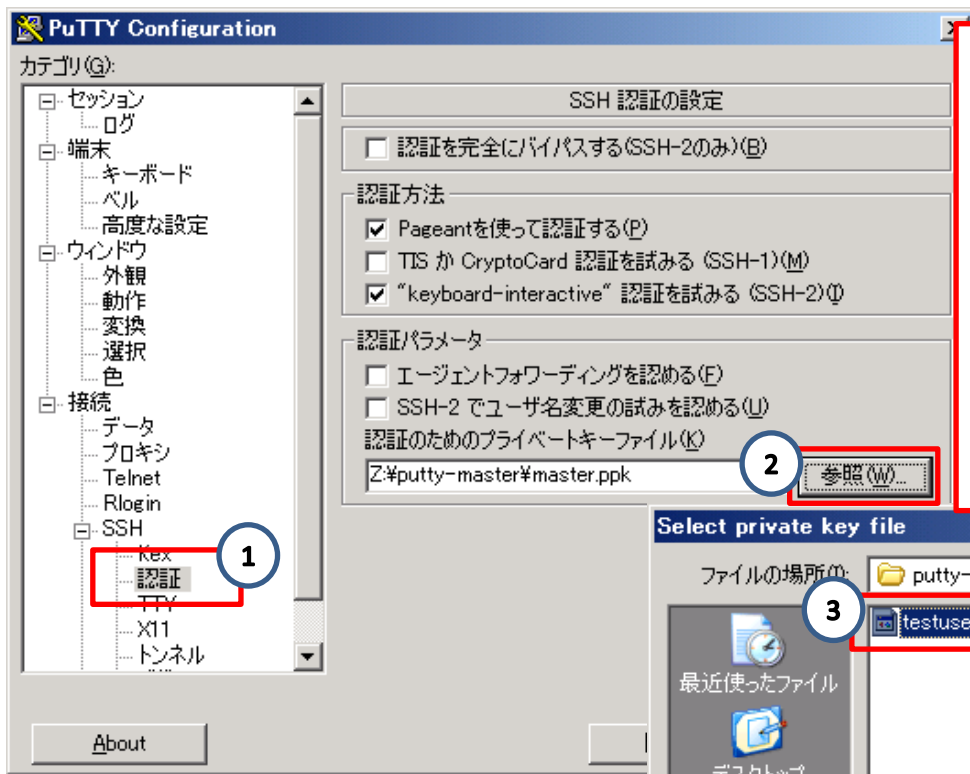 PuTTY Configuration
カテゴリ(G):
セッション
ログ
端末
キーボード
ベル
高度な設定
ウィンドウ
外観
動作
変換
選択
色
接続
データ
プロキシ
Telnet
Rlogin
SSH
Kex
認証
TTY
X11
トンネル
1
SSH 認証の設定
認証を完全にバイパスする(SSH-2のみ)(B)
認証方法
Pageantを使って認証する(P)
TIS か CryptoCard 認証を試みる (SSH-1)(M)
"keyboard-interactive" 認証を試みる (SSH-2)(I)
認証パラメータ
エージェントフォワーディングを認める(F)
SSH-2 でユーザ名変更の試みを認める(U)
認証のためのプライベートキーファイル(K)
Z:¥putty-master¥master.ppk
2
参照(W)...
About
Select private key file
ファイルの場所(I):
putty-
3
testuse
最近使ったファイル
デスクトップ